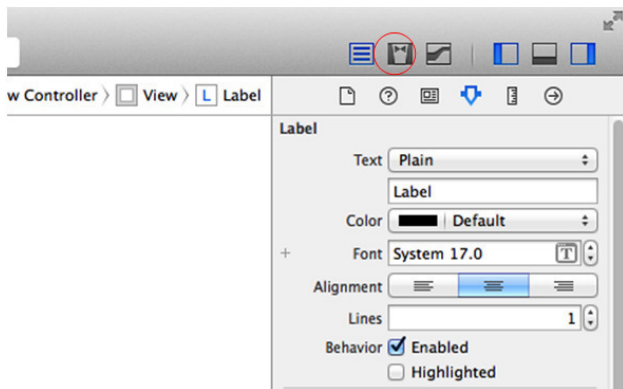 w Controller View L Label
Label
Text Plain
Label
Color Default
Font System 17.0 T
Alignment
Lines 1
Behavior Enabled
Highlighted